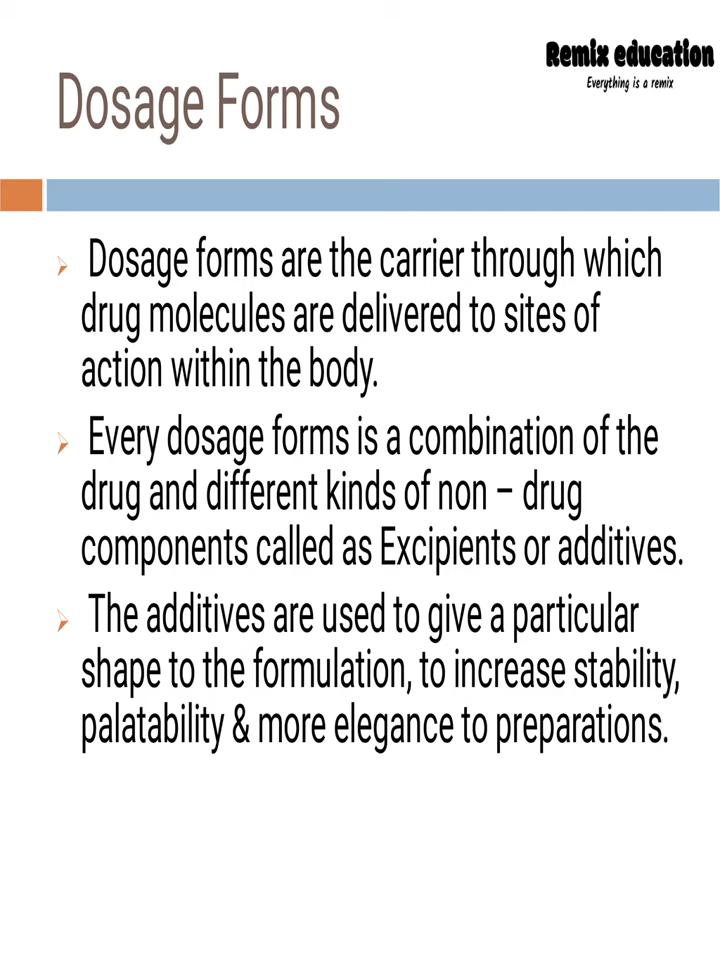 Remix education
Everything is a remix
Dosage Forms
Dosage forms are the carrier through which
drug molecules are delivered to sites of
action within the body.
Every dosage forms is a combination of the
drug and different kinds of non – drug
components called as Excipients or additives.
The additives are used to give a particular
shape to the formulation, to increase stability,
palatability & more elegance to preparations.